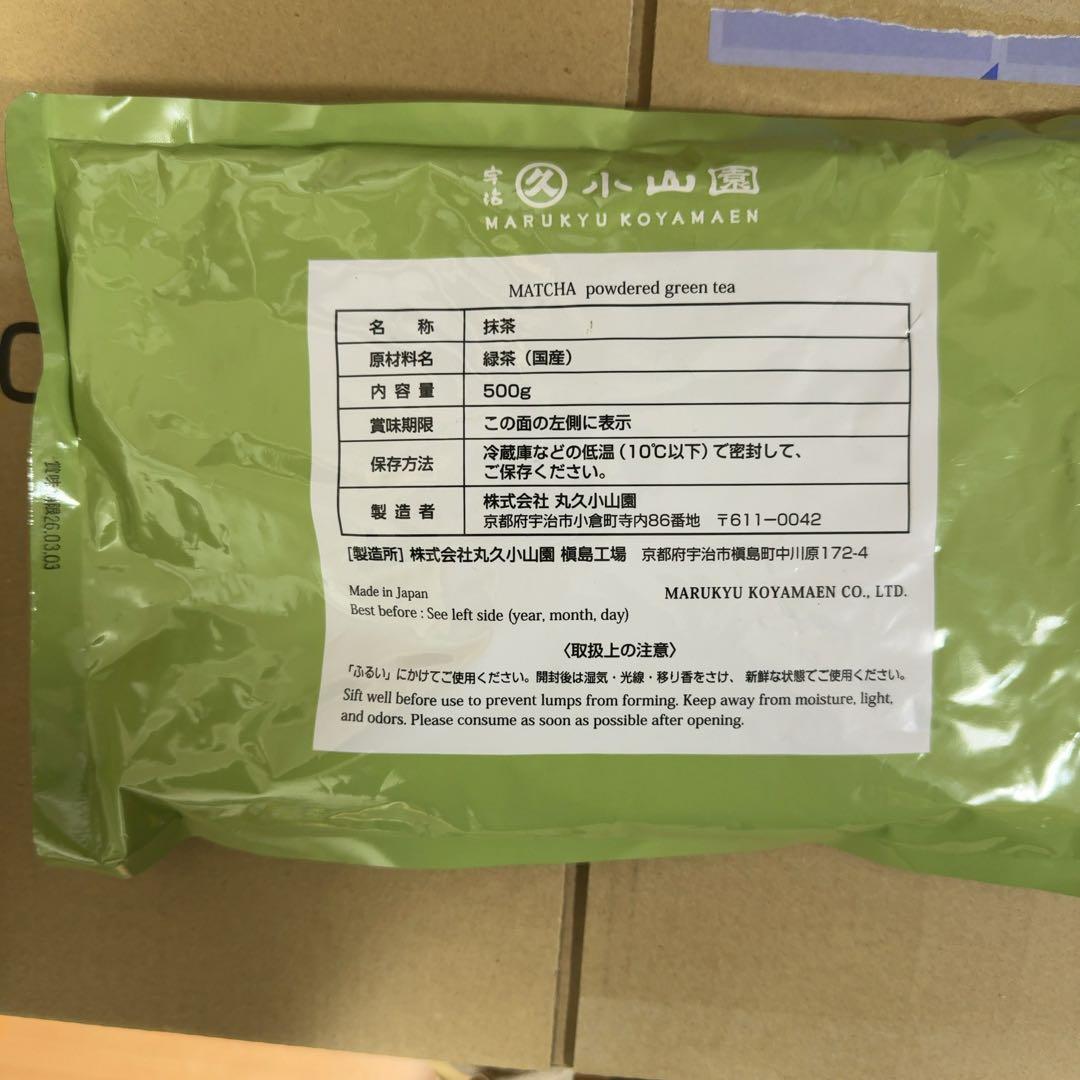 宇治 久 小山園
MARUKYU KOYAMAEN
MATCHA powdered green tea
名 称 抹茶
原材料名 緑茶（国産）
内 容 量 500g
賞味期限 この面の左側に表示
保存方法 冷蔵庫などの低温（10℃以下）で密封して、
ご保存ください。
製 造 者 株式会社 丸久小山園
京都府宇治市小倉町寺内86番地 〒611-0042
[製造所] 株式会社丸久小山園 槇島工場 京都府宇治市槇島町中川原172-4
Made in Japan MARUKYU KOYAMAEN CO., LTD.
Best before : See left side (year, month, day)
〈取扱上の注意〉
「ふるい」にかけてご使用ください。開封後は湿気・光線・移り香をさけ、 新鮮な状態でご使用ください。
Sift well before use to prevent lumps from forming. Keep away from moisture, light,
and odors. Please consume as soon as possible after opening.
賞味 限26.03.03